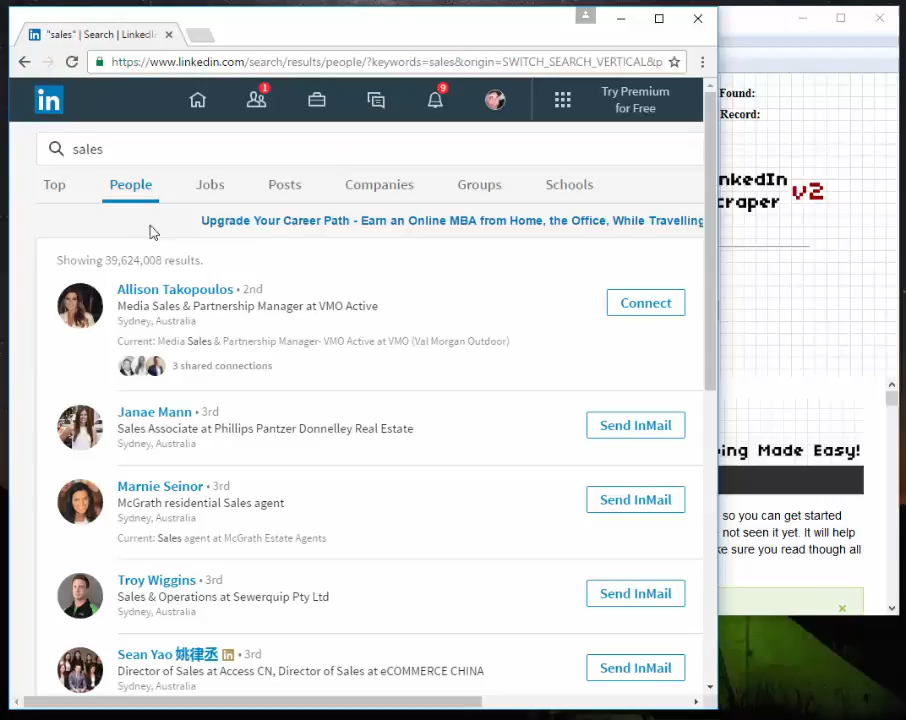 "sales" | Search | LinkedIn
https://www.linkedin.com/search/results/people/?keywords=sales&origin=SWITCH_SEARCH_VERTICAL&p
in
1
9
Try Premium
for Free
sales
Top People Jobs Posts Companies Groups Schools
Upgrade Your Career Path - Earn an Online MBA from Home, the Office, While Travelling
Showing 39,624,008 results.
Allison Takopoulos • 2nd
Media Sales & Partnership Manager at VMO Active
Sydney, Australia
Current: Media Sales & Partnership Manager- VMO Active at VMO (Val Morgan Outdoor)
3 shared connections
Connect
Janae Mann • 3rd
Sales Associate at Phillips Pantzer Donnelley Real Estate
Sydney, Australia
Send InMail
Marnie Seinor • 3rd
McGrath residential Sales agent
Sydney, Australia
Current: Sales agent at McGrath Estate Agents
Send InMail
Troy Wiggins • 3rd
Sales & Operations at Sewerquip Pty Ltd
Sydney, Australia
Send InMail
Sean Yao 姚律丞 in • 3rd
Director of Sales at Access CN, Director of Sales at eCOMMERCE CHINA
Sydney, Australia
Send InMail
Found:
Record:
nkedIn
craper v2
ing Made Easy!
so you can get started
not seen it yet. It will help
ke sure you read though all